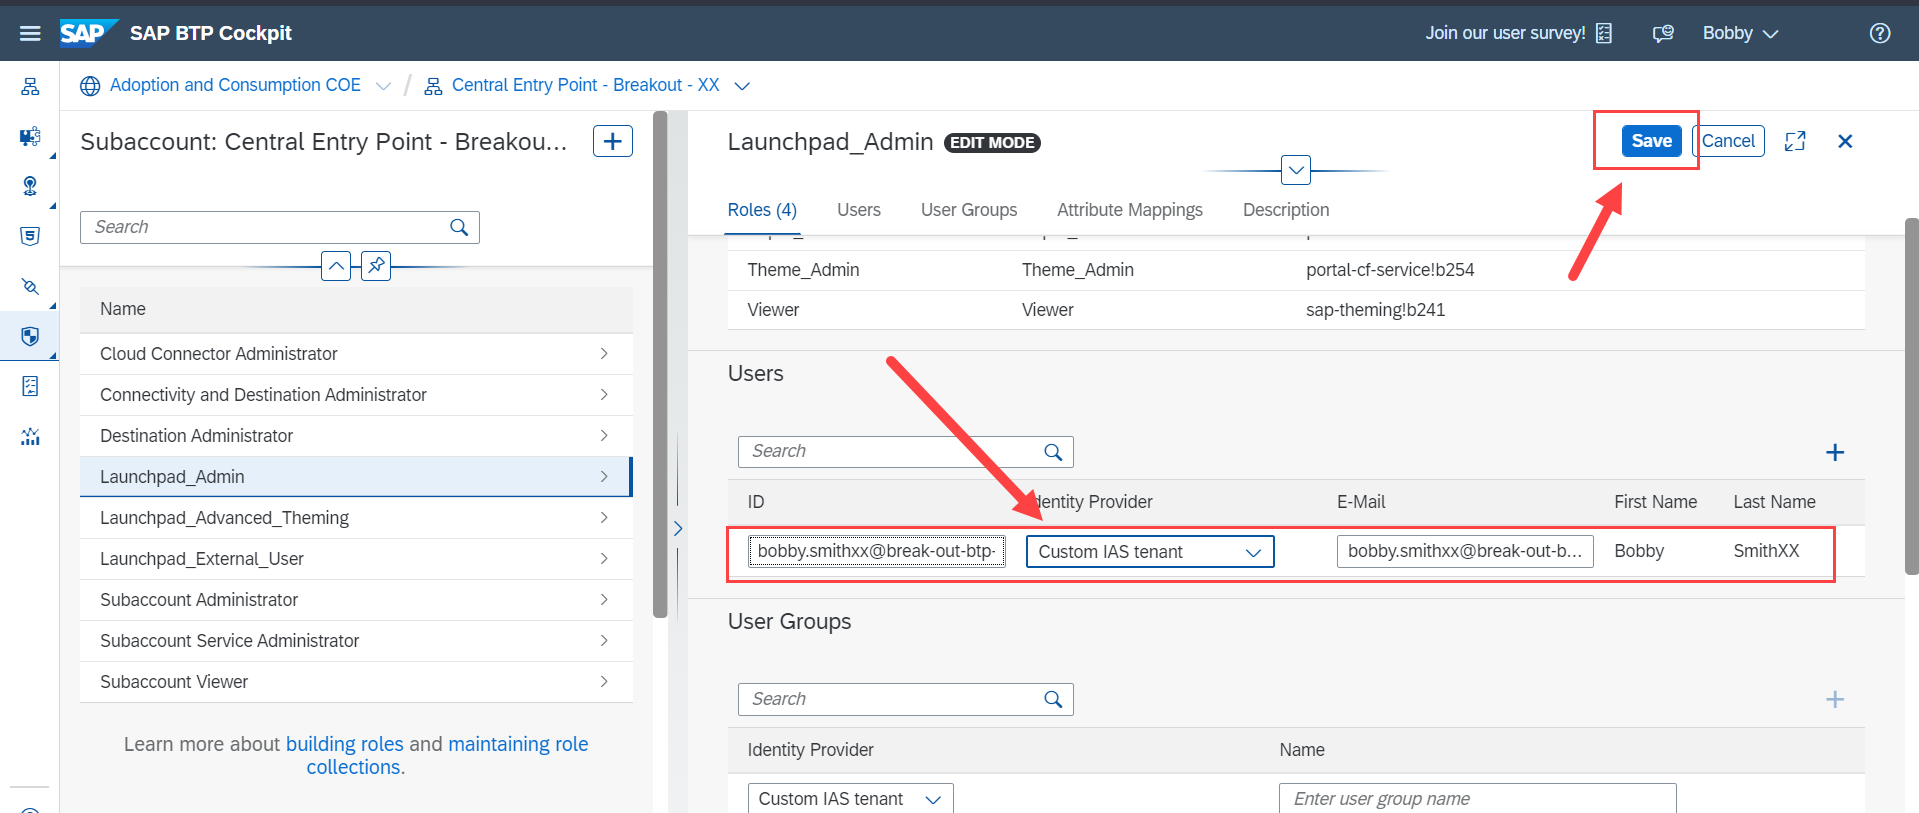 SAP SAP BTP Cockpit
Join our user survey!
Bobby
Adoption and Consumption COE / Central Entry Point - Breakout - XX
Subaccount: Central Entry Point - Breakou...
Search
Name
Cloud Connector Administrator
Connectivity and Destination Administrator
Destination Administrator
Launchpad_Admin
Launchpad_Advanced_Theming
Launchpad_External_User
Subaccount Administrator
Subaccount Service Administrator
Subaccount Viewer
Learn more about building roles and maintaining role
collections.
Launchpad_Admin EDIT MODE
Save Cancel
Roles (4) Users User Groups Attribute Mappings Description
Theme_Admin Theme_Admin portal-cf-service!b254
Viewer Viewer sap-theming!b241
Users
Search
ID dentity Provider E-Mail First Name Last Name
bobby.smithxx@break-out-btp- Custom IAS tenant bobby.smithxx@break-out-b... Bobby SmithXX
User Groups
Search
Identity Provider Name
Custom IAS tenant Enter user group name